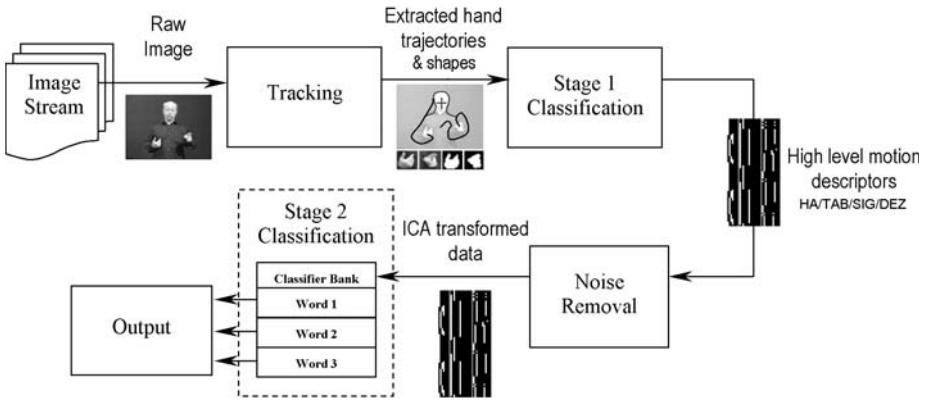 Raw
Image
Extracted hand
trajectories
& shapes
Image
Stream
Tracking
Stage 1
Classification
High level motion
descriptors
HA/TAB/SIG/DEZ
Stage 2
Classification
ICA transformed
data
Noise
Removal
Classifier Bank
Word 1
Word 2
Word 3
Output